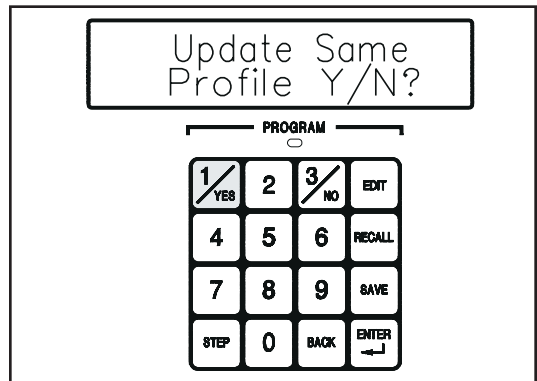 Update Same
Profile Y/N?
PROGRAM
1/YES 2 3/NO EDIT
4 5 6 RECALL
7 8 9 SAVE
STEP 0 BACK ENTER